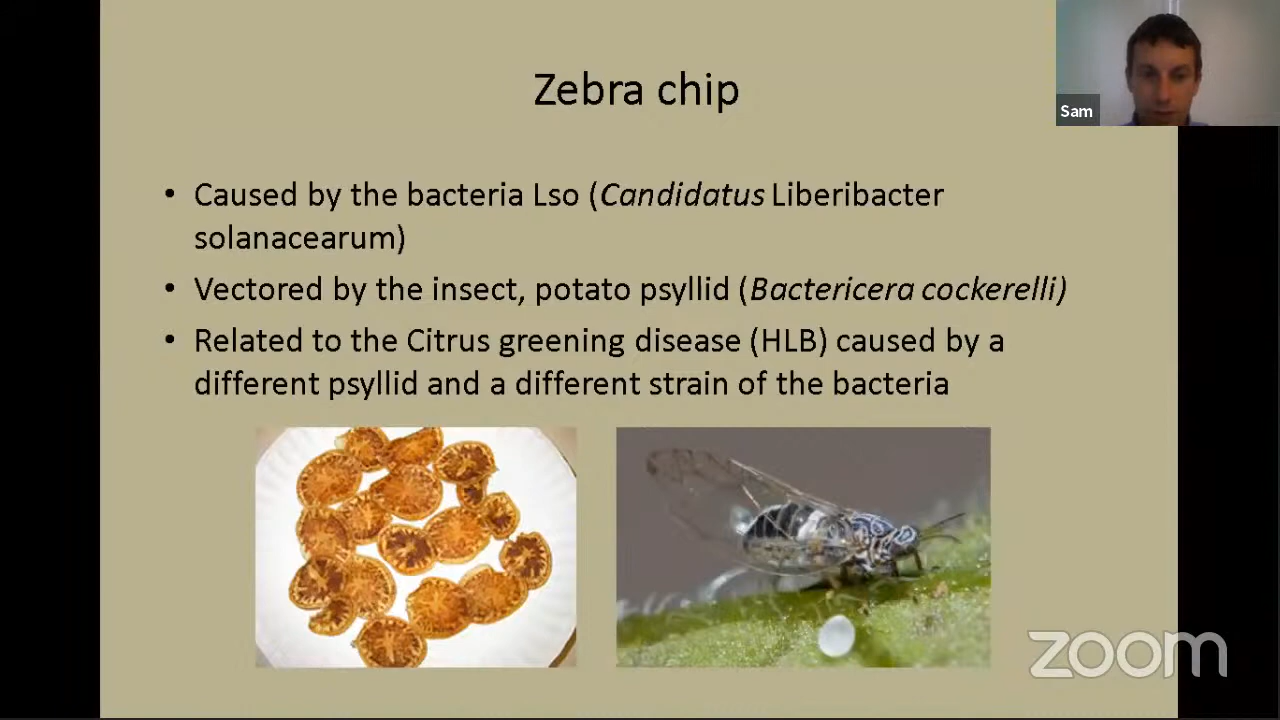 Zebra chip
Sam
• Caused by the bacteria Lso (Candidatus Liberibacter
solanacearum)
• Vectored by the insect, potato psyllid (Bactericera cockerelli)
• Related to the Citrus greening disease (HLB) caused by a
different psyllid and a different strain of the bacteria
zoom